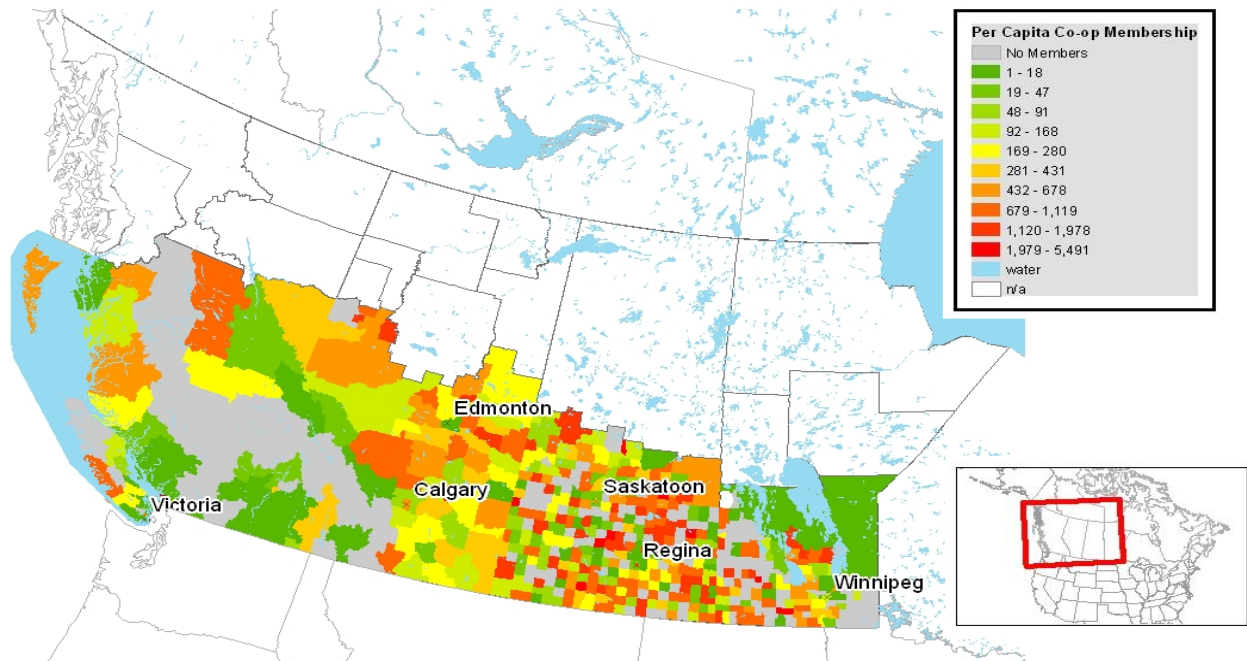 Per Capita Co-op Membership
No Members
1 - 18
19 - 47
48 - 91
92 - 168
169 - 280
281 - 431
432 - 678
679 - 1,119
1,120 - 1,978
1,979 - 5,491
water
n/a
Edmonton
Calgary
Saskatoon
Victoria
Regina
Winnipeg